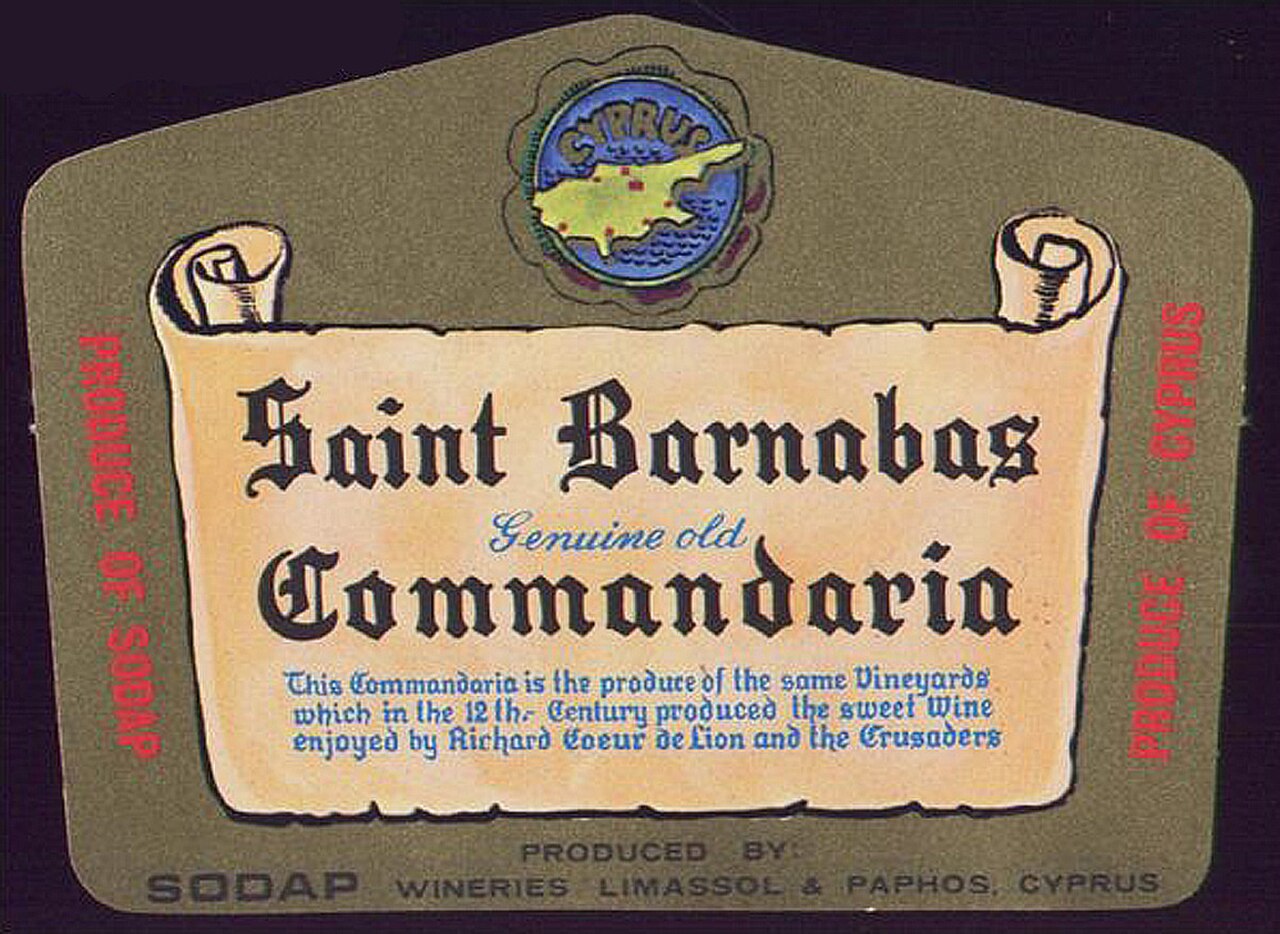 CYPRUS
Saint Barnabas
Genuine old
Commandaria
This Commandaria is the produce of the same Vineyards
which in the 12 th.- Century produced the sweet Wine
enjoyed by Richard Coeur de Lion and the Crusaders
PRODUCE OF SODAP
PRODUCE OF CYPRUS
PRODUCED BY:
SODAP WINERIES LIMASSOL & PAPHOS, CYPRUS